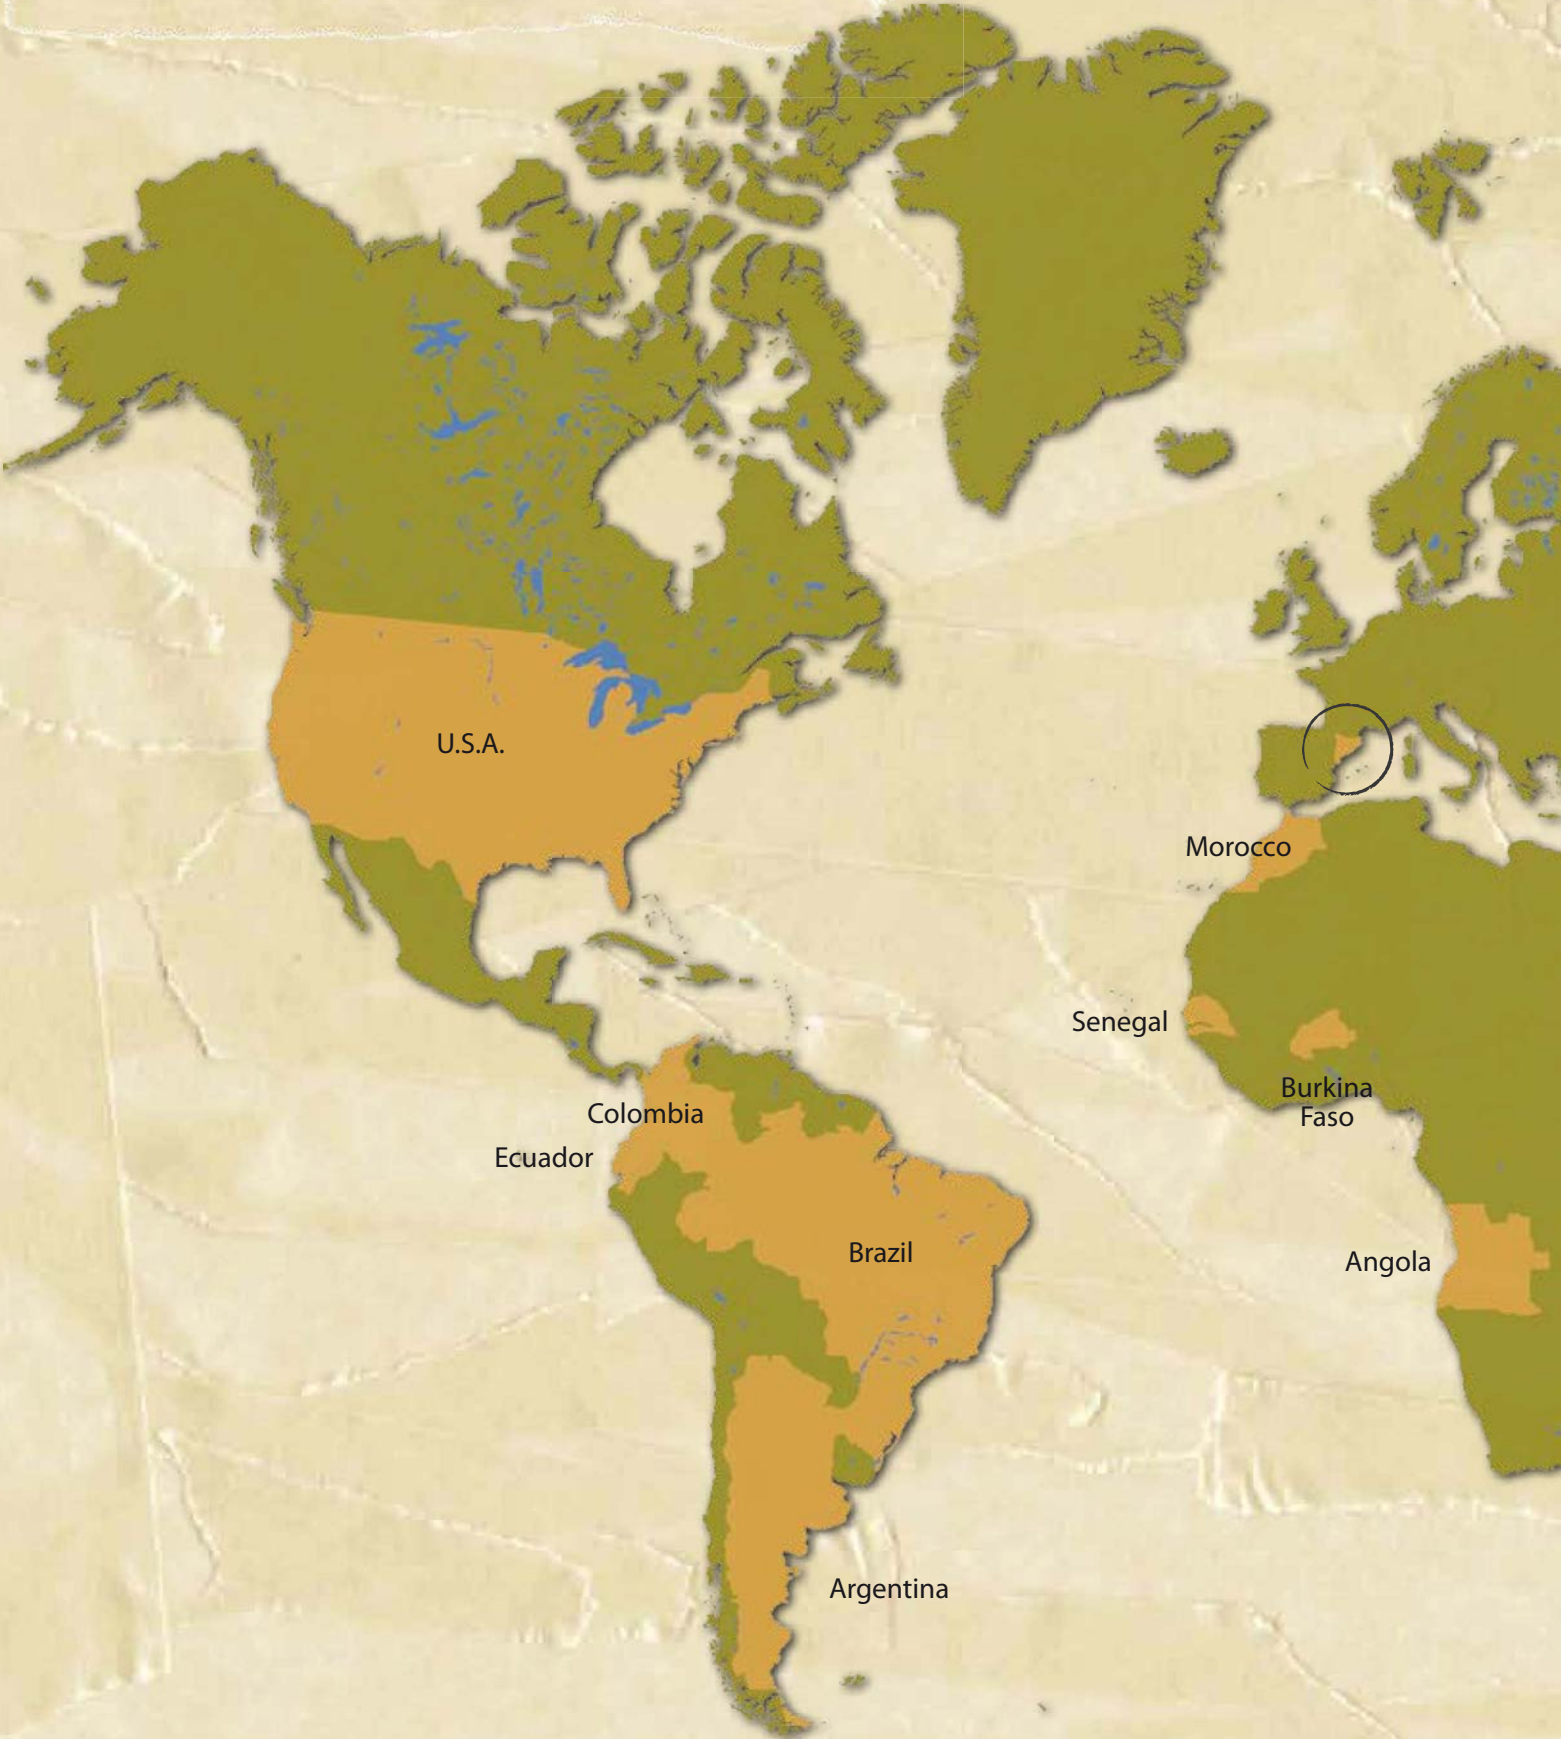 U.S.A.
Morocco
Senegal
Burkina
Faso
Colombia
Ecuador
Brazil
Angola
Argentina